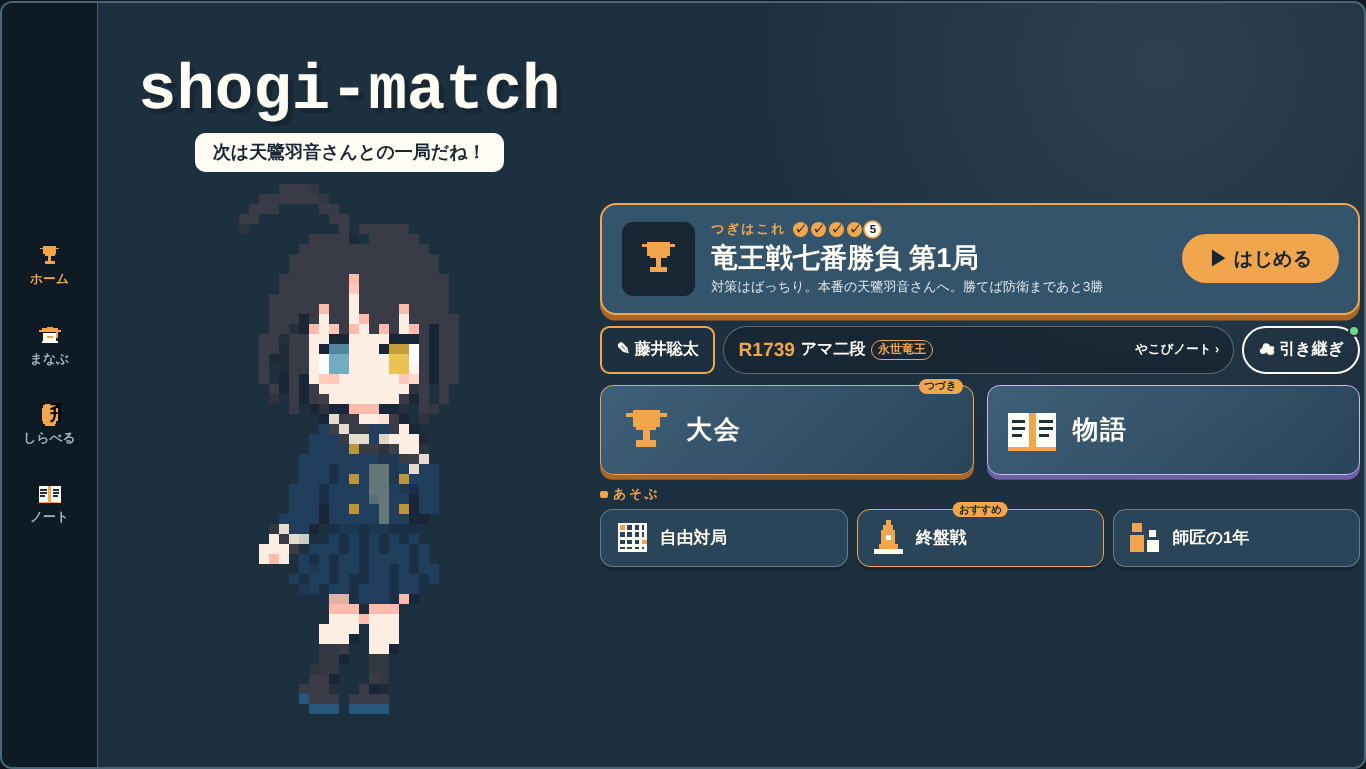 shogi-match
次は天鷺羽音さんとの一局だね！
ホーム
まなぶ
しらべる
ノート
つぎはこれ ✓✓✓✓5
竜王戦七番勝負 第1局
対策はばっちり。本番の天鷺羽音さんへ。勝てば防衛まであと3勝
▶ はじめる
✎ 藤井聡太
R1739 アマ二段 永世竜王
やこびノート ›
引き継ぎ
つづき
大会
物語
あそぶ
自由対局
おすすめ
終盤戦
師匠の1年